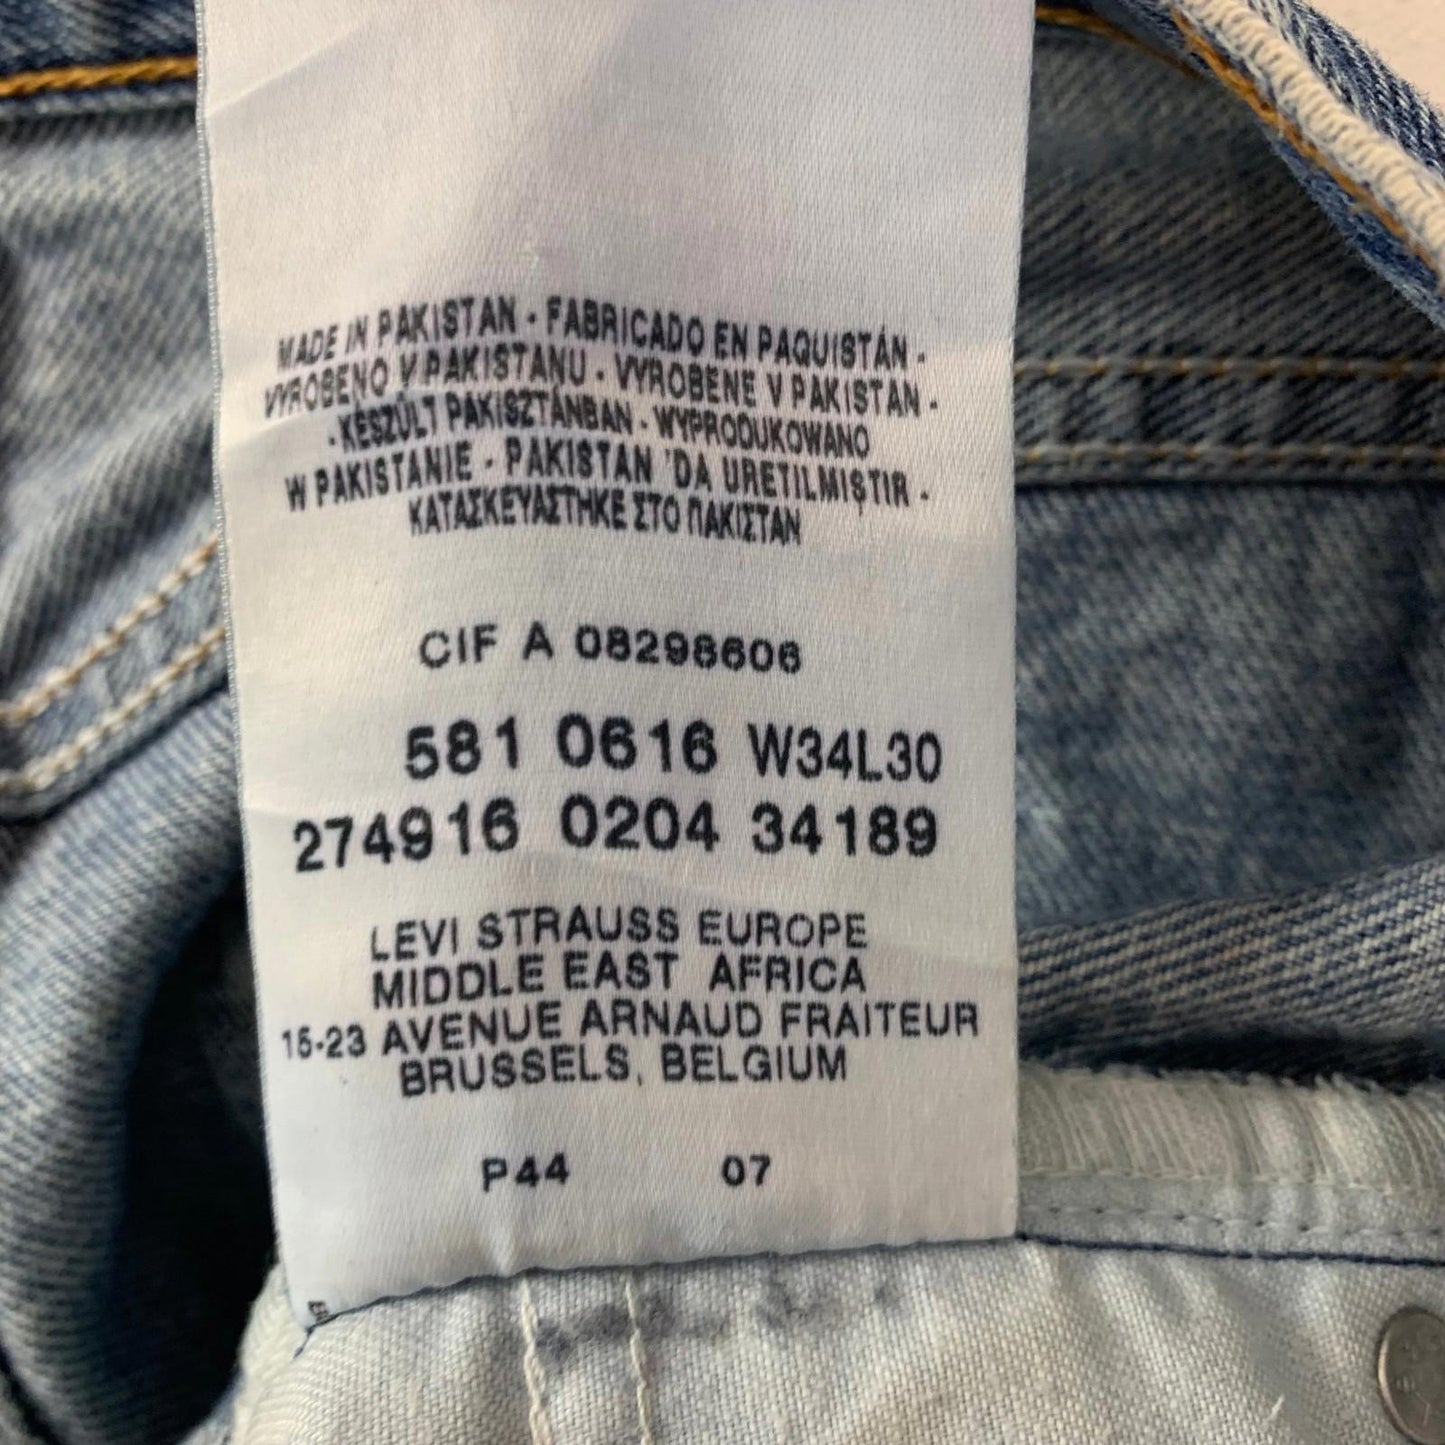 MADE IN PAKISTAN - FABRICADO EN PAQUISTÁN -
VYROBENO V PAKISTANU - VYROBENE V PAKISTAN -
- KÉSZÜLT PAKISZTÁNBAN - WYPRODUKOWANO
W PAKISTANIE - PAKISTAN 'DA URETILMIŞTIR -
ΚΑΤΑΣΚΕΥΑΣΤΗΚΕ ΣΤΟ ΠΑΚΙΣΤΑΝ
CIF A 08298606
581 0616 W34L30
274916 0204 34189
LEVI STRAUSS EUROPE
MIDDLE EAST AFRICA
15-23 AVENUE ARNAUD FRAITEUR
BRUSSELS, BELGIUM
P44 07